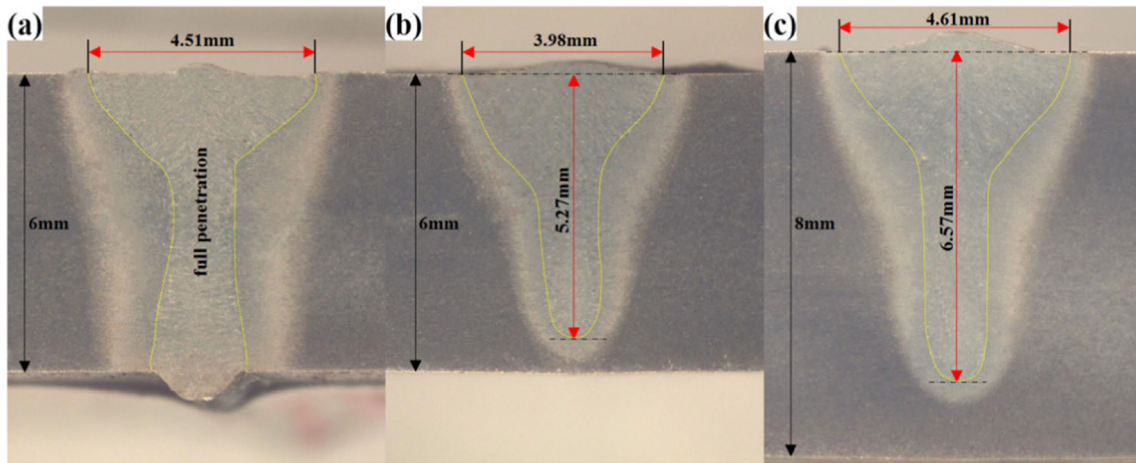 (a)
4.51mm
6mm
full penetration
(b)
3.98mm
6mm
5.27mm
(c)
4.61mm
8mm
6.57mm